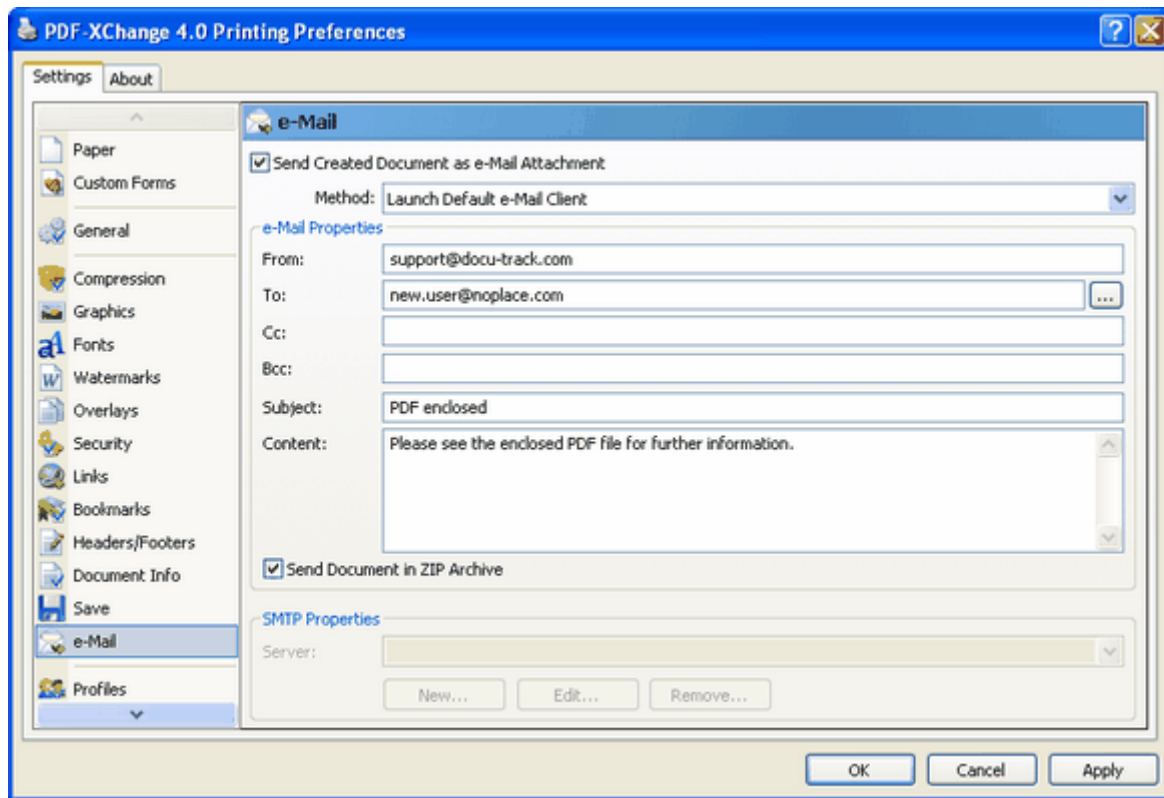 PDF-XChange 4.0 Printing Preferences
Settings
About
Paper
Custom Forms
General
Compression
Graphics
Fonts
Watermarks
Overlays
Security
Links
Bookmarks
Headers/Footers
Document Info
Save
e-Mail
Profiles
e-Mail
Send Created Document as e-Mail Attachment
Method: Launch Default e-Mail Client
e-Mail Properties
From: support@docu-track.com
To: new.user@noplace.com ...
Cc:
Bcc:
Subject: PDF enclosed
Content: Please see the enclosed PDF file for further information.
Send Document in ZIP Archive
SMTP Properties
Server:
New... Edit... Remove...
OK Cancel Apply